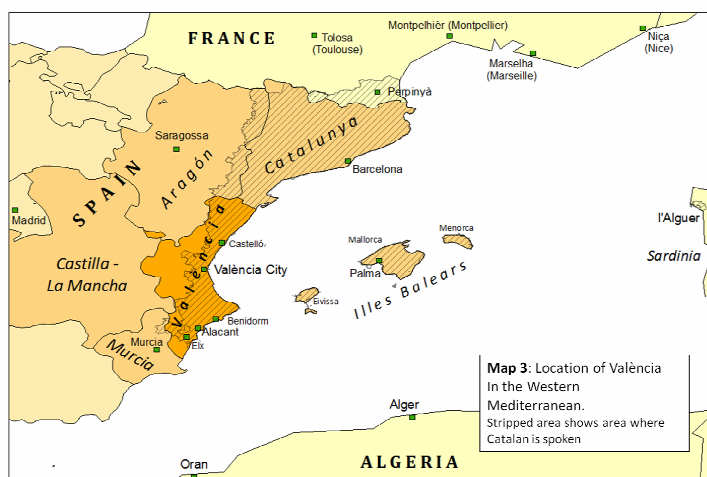 Montpelhièr (Montpellier)
FRANCE
Tolosa
(Toulouse)
Niça
(Nice)
Marselha
(Marseille)
Perpinyà
Saragossa
Catalunya
Barcelona
Aragón
SPAIN
Madrid
l'Alguer
Menorca
Mallorca
Castelló
Sardinia
Castilla -
La Mancha
València City
Palma
Illes Balears
València
Eivissa
Benidorm
Alacant
Elx
Murcia
Murcia
Map 3: Location of València
In the Western
Mediterranean.
Stripped area shows area where
Catalan is spoken
Alger
Oran
ALGERIA